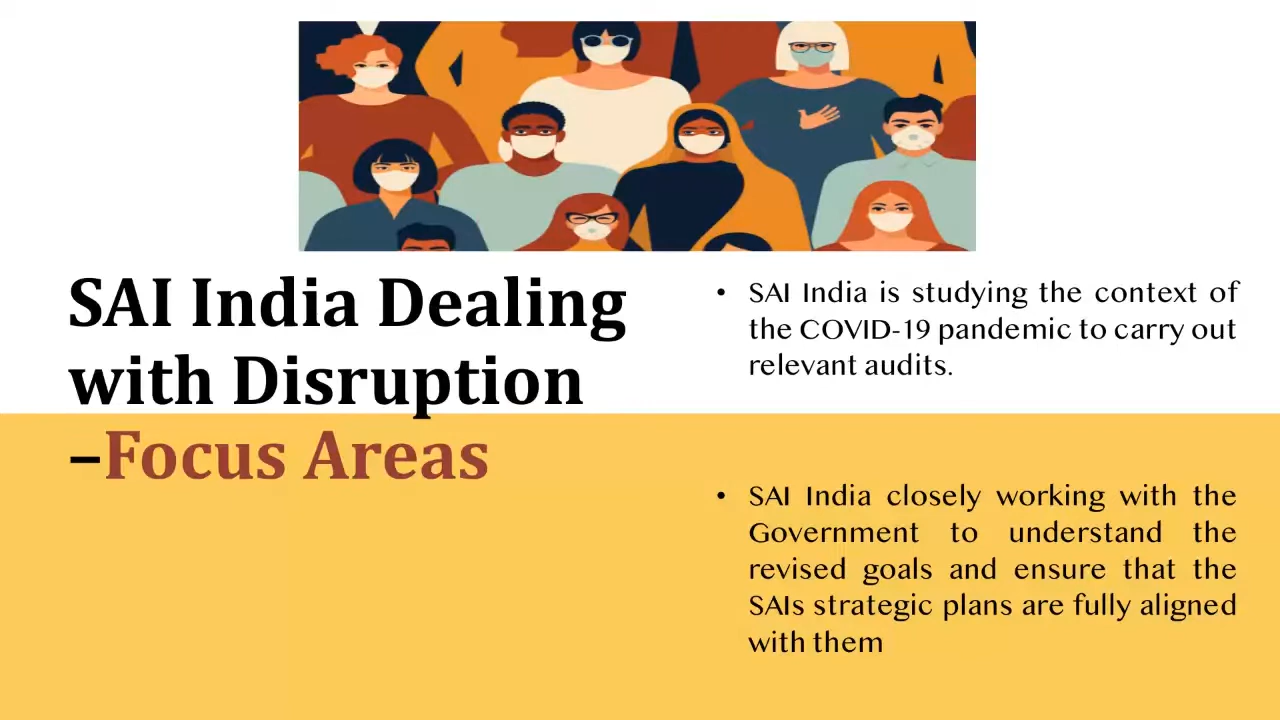 SAI India Dealing
with Disruption
–Focus Areas
• SAI India is studying the context of
the COVID-19 pandemic to carry out
relevant audits.
• SAI India closely working with the
Government to understand the
revised goals and ensure that the
SAIs strategic plans are fully aligned
with them